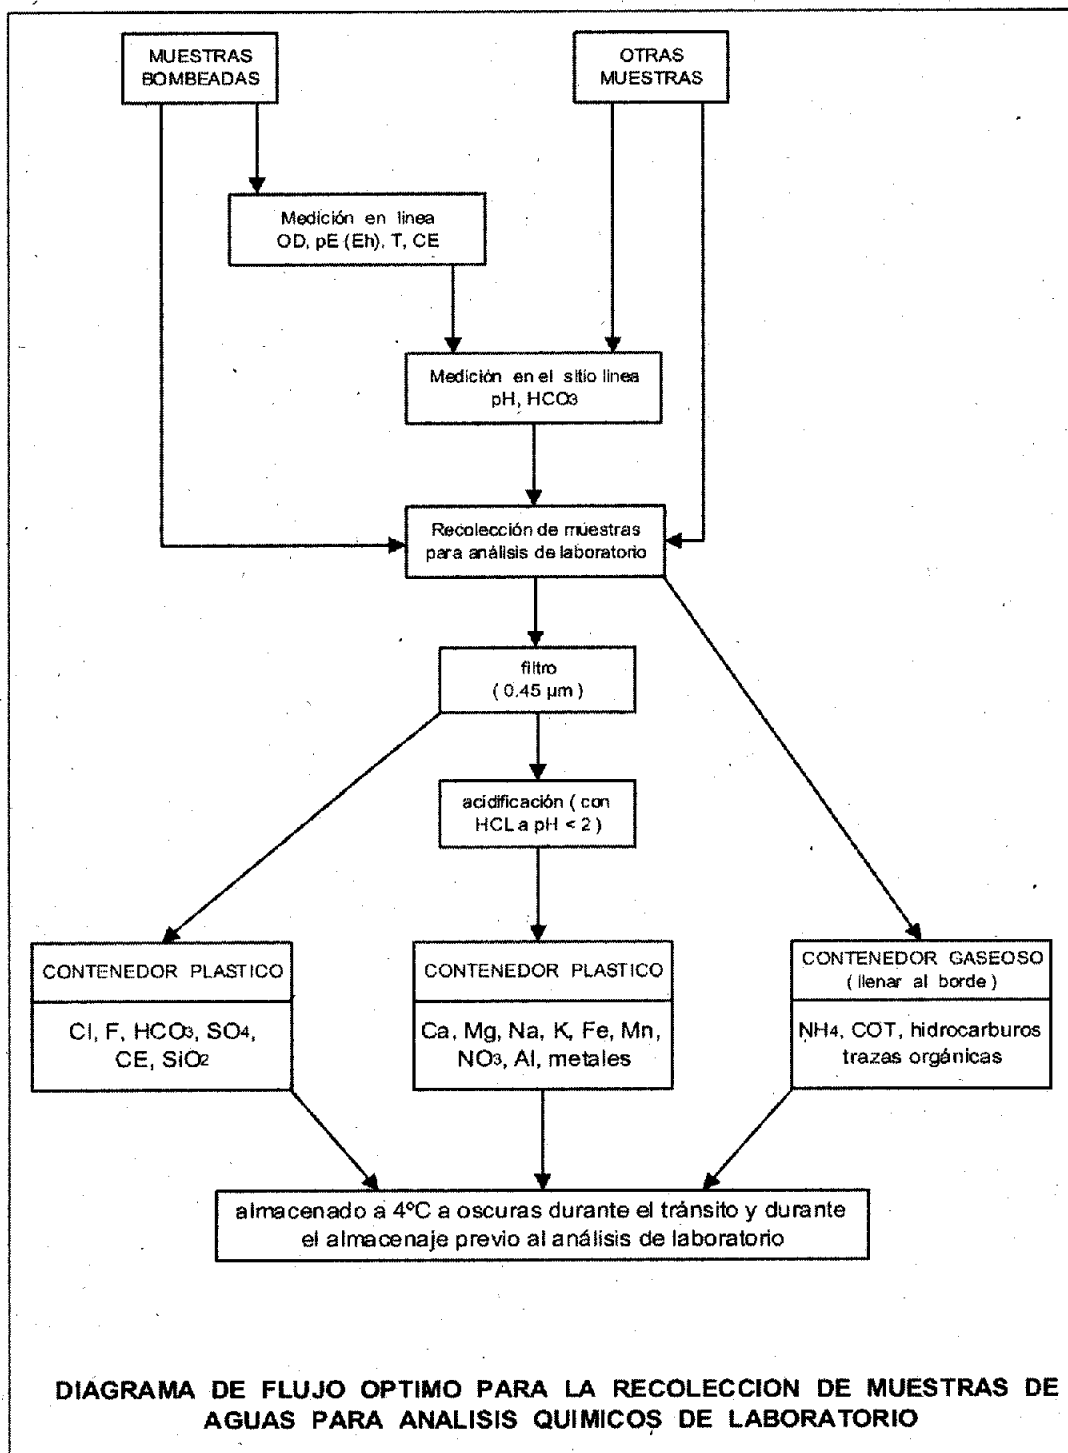 MUESTRAS
BOMBEADAS
OTRAS
MUESTRAS
Medición en linea
OD, pE (Eh), T, CE
Medición en el sitio linea
pH, HCO3
Recolección de muestras
para análisis de laboratorio
filtro
( 0.45 µm )
acidificación ( con
HCL a pH < 2 )
CONTENEDOR PLASTICO
Cl, F, HCO3, SO4,
CE, SiO2
CONTENEDOR PLASTICO
Ca, Mg, Na, K, Fe, Mn,
NO3, Al, metales
CONTENEDOR GASEOSO
( llenar al borde )
NH4, COT, hidrocarburos
trazas orgánicas
almacenado a 4ºC a oscuras durante el tránsito y durante
el almacenaje previo al análisis de laboratorio
DIAGRAMA DE FLUJO OPTIMO PARA LA RECOLECCION DE MUESTRAS DE
AGUAS PARA ANALISIS QUIMICOS DE LABORATORIO